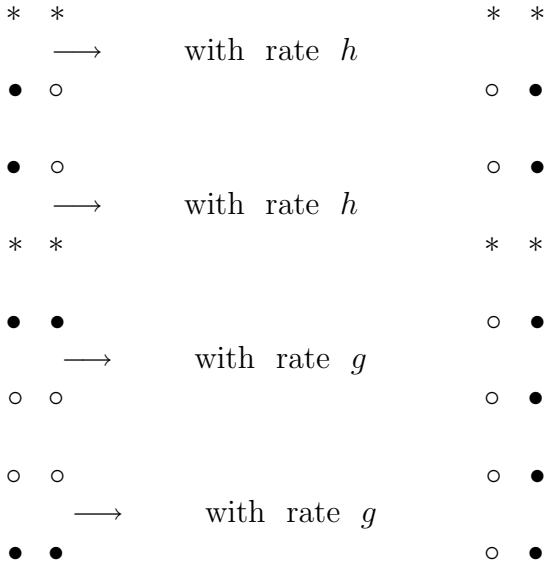 ∗ ∗ ∗ ∗
⟶ with rate h
• ∘ ∘ •
• ∘ ∘ •
⟶ with rate h
∗ ∗ ∗ ∗
• • ∘ •
⟶ with rate g
∘ ∘ ∘ •
∘ ∘ ∘ •
⟶ with rate g
• • ∘ •